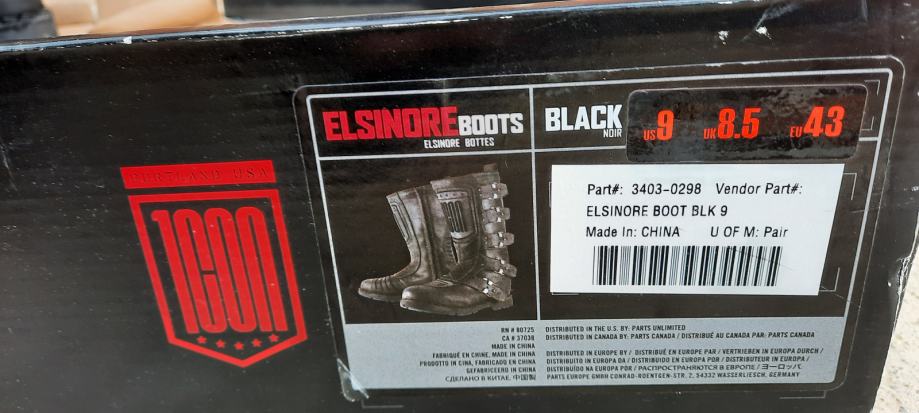 PORTLAND USA
ICON
ELSINORE BOOTS
ELSINORE BOTTES
BLACK
NOIR
US 9 UK 8.5 EU 43
Part#: 3403-0298 Vendor Part#:
ELSINORE BOOT BLK 9
Made In: CHINA U OF M: Pair
RN # 80725
CA # 37038
MADE IN CHINA
FABRIQUÉ EN CHINE, MADE IN CHINA
PRODOTTO IN CINA, FABRICADO EN CHINA
GEFABRICEERD IN CHINA
СДЕЛАНО В КИТАЕ, 中国製
DISTRIBUTED IN THE U.S. BY: PARTS UNLIMITED
DISTRIBUTED IN CANADA BY: PARTS CANADA / DISTRIBUÉ AU CANADA PAR: PARTS CANADA
DISTRIBUTED IN EUROPE BY / DISTRIBUÉ EN EUROPE PAR / VERTRIEBEN IN EUROPA DURCH /
DISTRIBUITO IN EUROPA DA / DISTRIBUIDO EN EUROPA POR / DISTRIBUTEUR IN EUROPA /
DISTRIBUÍDO NA EUROPA POR / РАСПРОСТРАНЯЮТСЯ В ЕВРОПЕ / ヨーロッパ
PARTS EUROPE GMBH CONRAD-ROENTGEN-STR. 2, 54332 WASSERLIESCH, GERMANY